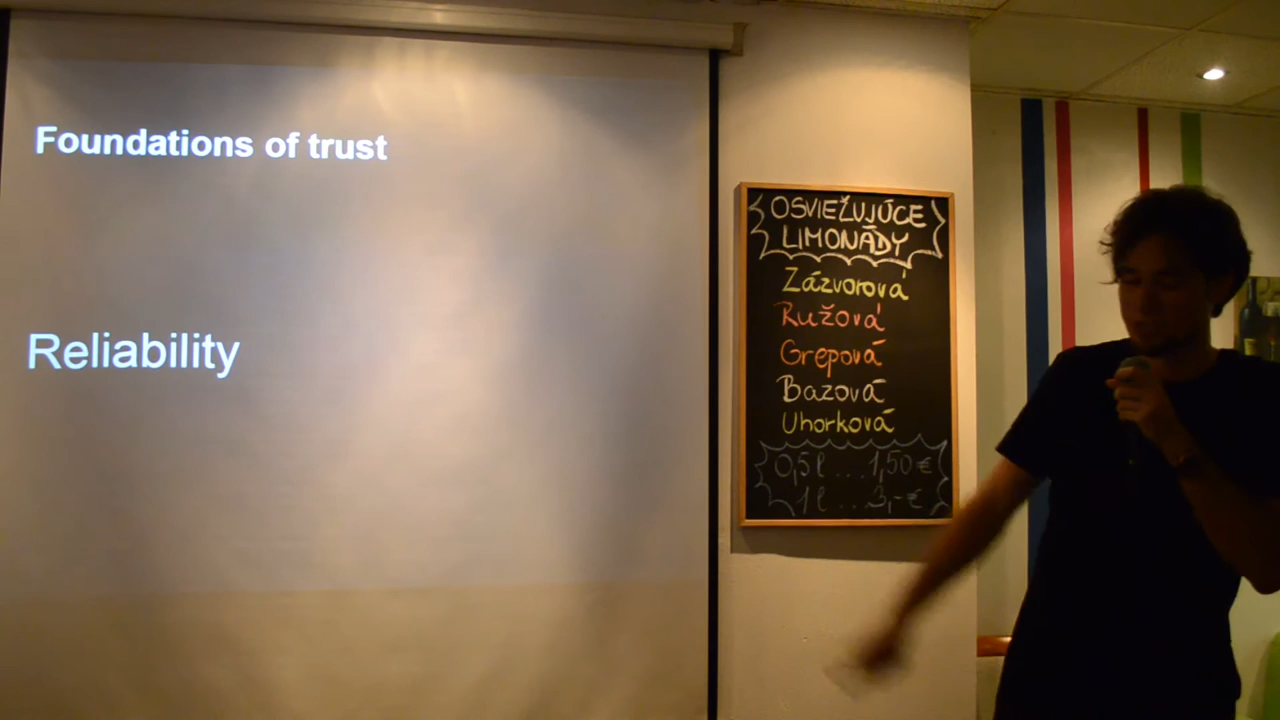 Foundations of trust
Reliability
OSVIEŽUJÚCE
LIMONÁDY
Zázvorová
Ružová
Grepová
Bazová
Uhorková
0,5l...1,50€
1l...3,-€